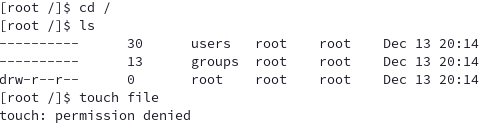 [root /]$ cd /
[root /]$ ls
---------- 30 users root root Dec 13 20:14
---------- 13 groups root root Dec 13 20:14
drw-r--r-- 0 root root root Dec 13 20:14
[root /]$ touch file
touch: permission denied